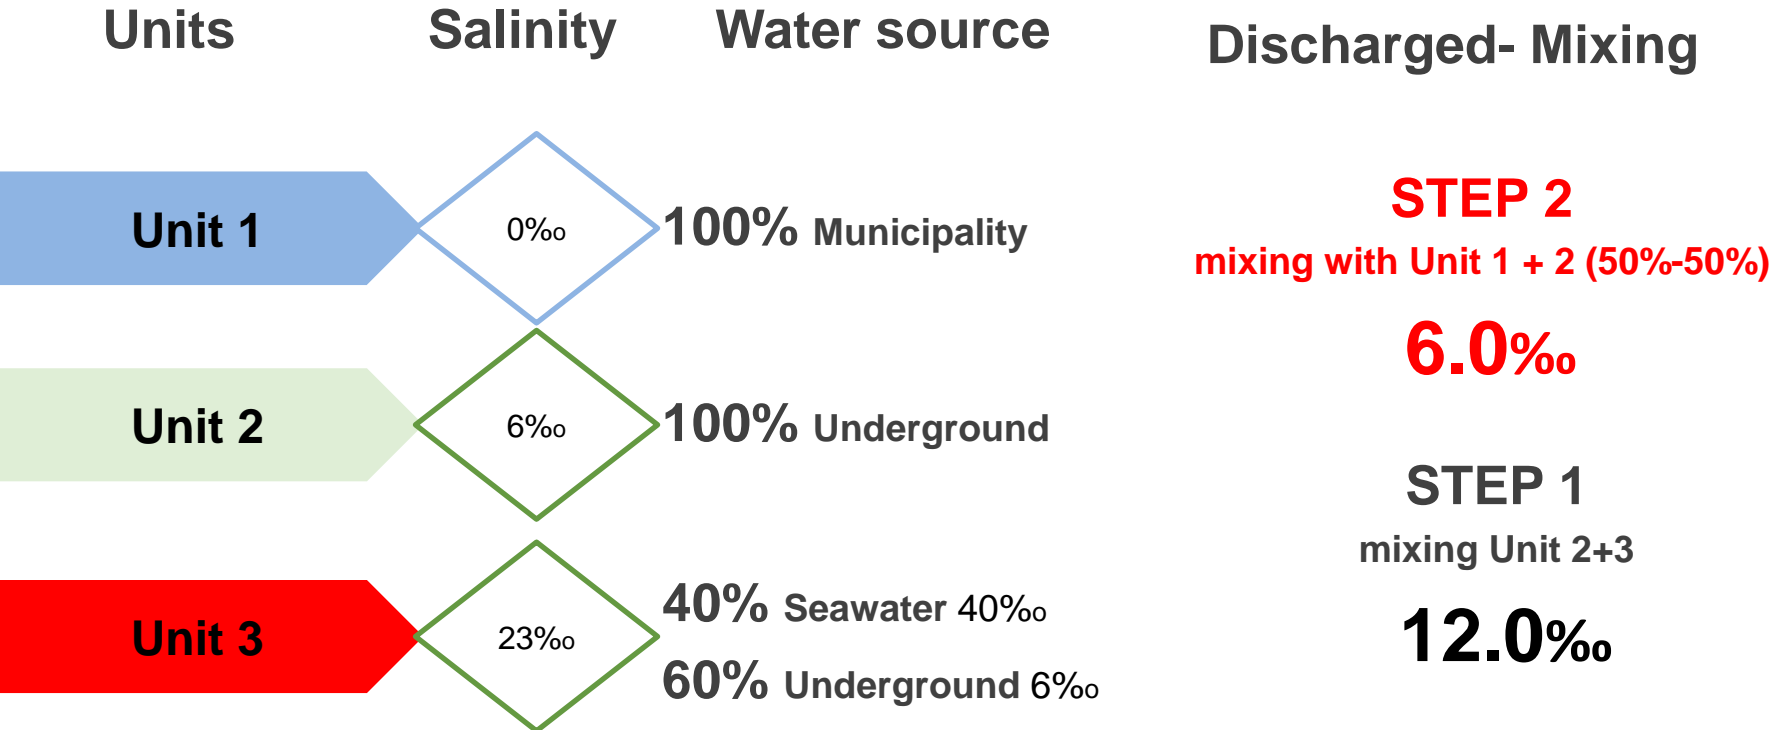 Units Salinity Water source Discharged- Mixing
Unit 1 0‰ 100% Municipality
STEP 2
mixing with Unit 1 + 2 (50%-50%)
6.0‰
Unit 2 6‰ 100% Underground
STEP 1
mixing Unit 2+3
12.0‰
Unit 3 23‰
40% Seawater 40‰
60% Underground 6‰